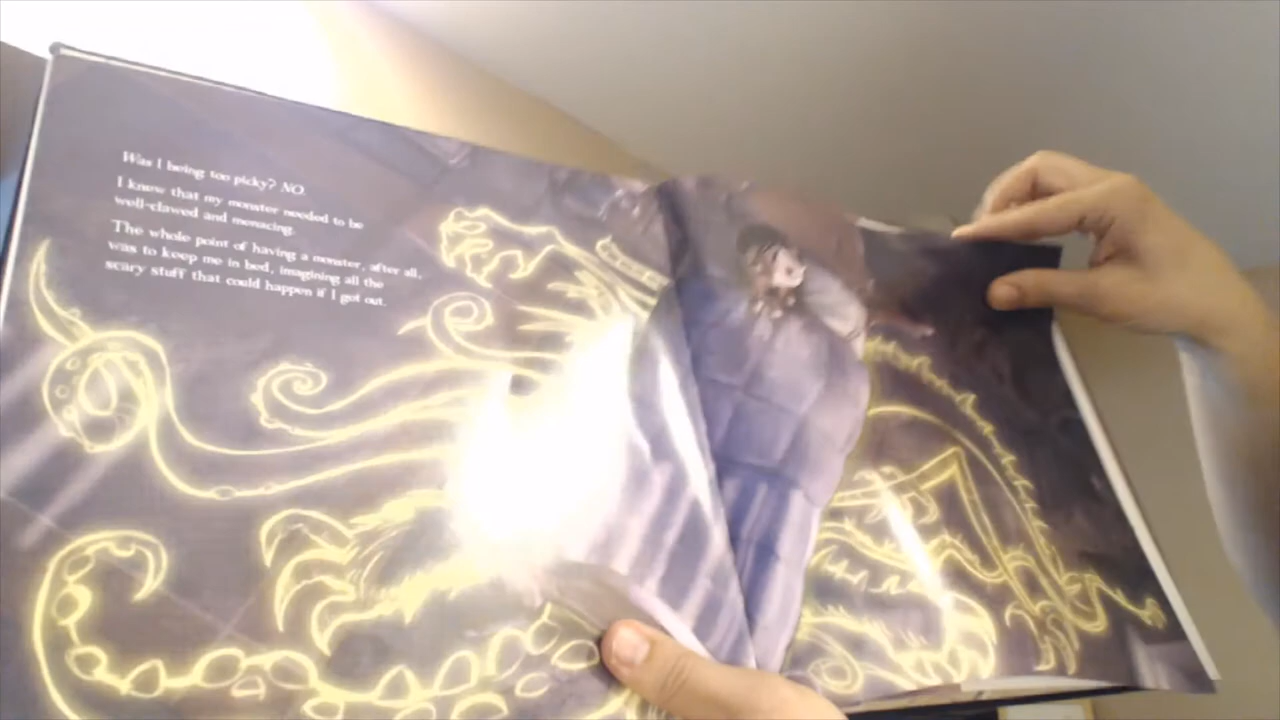 Was I being too picky? NO.
I knew that my monster needed to be
well-clawed and menacing.
The whole point of having a monster, after all,
was to keep me in bed, imagining all the
scary stuff that could happen if I got out.